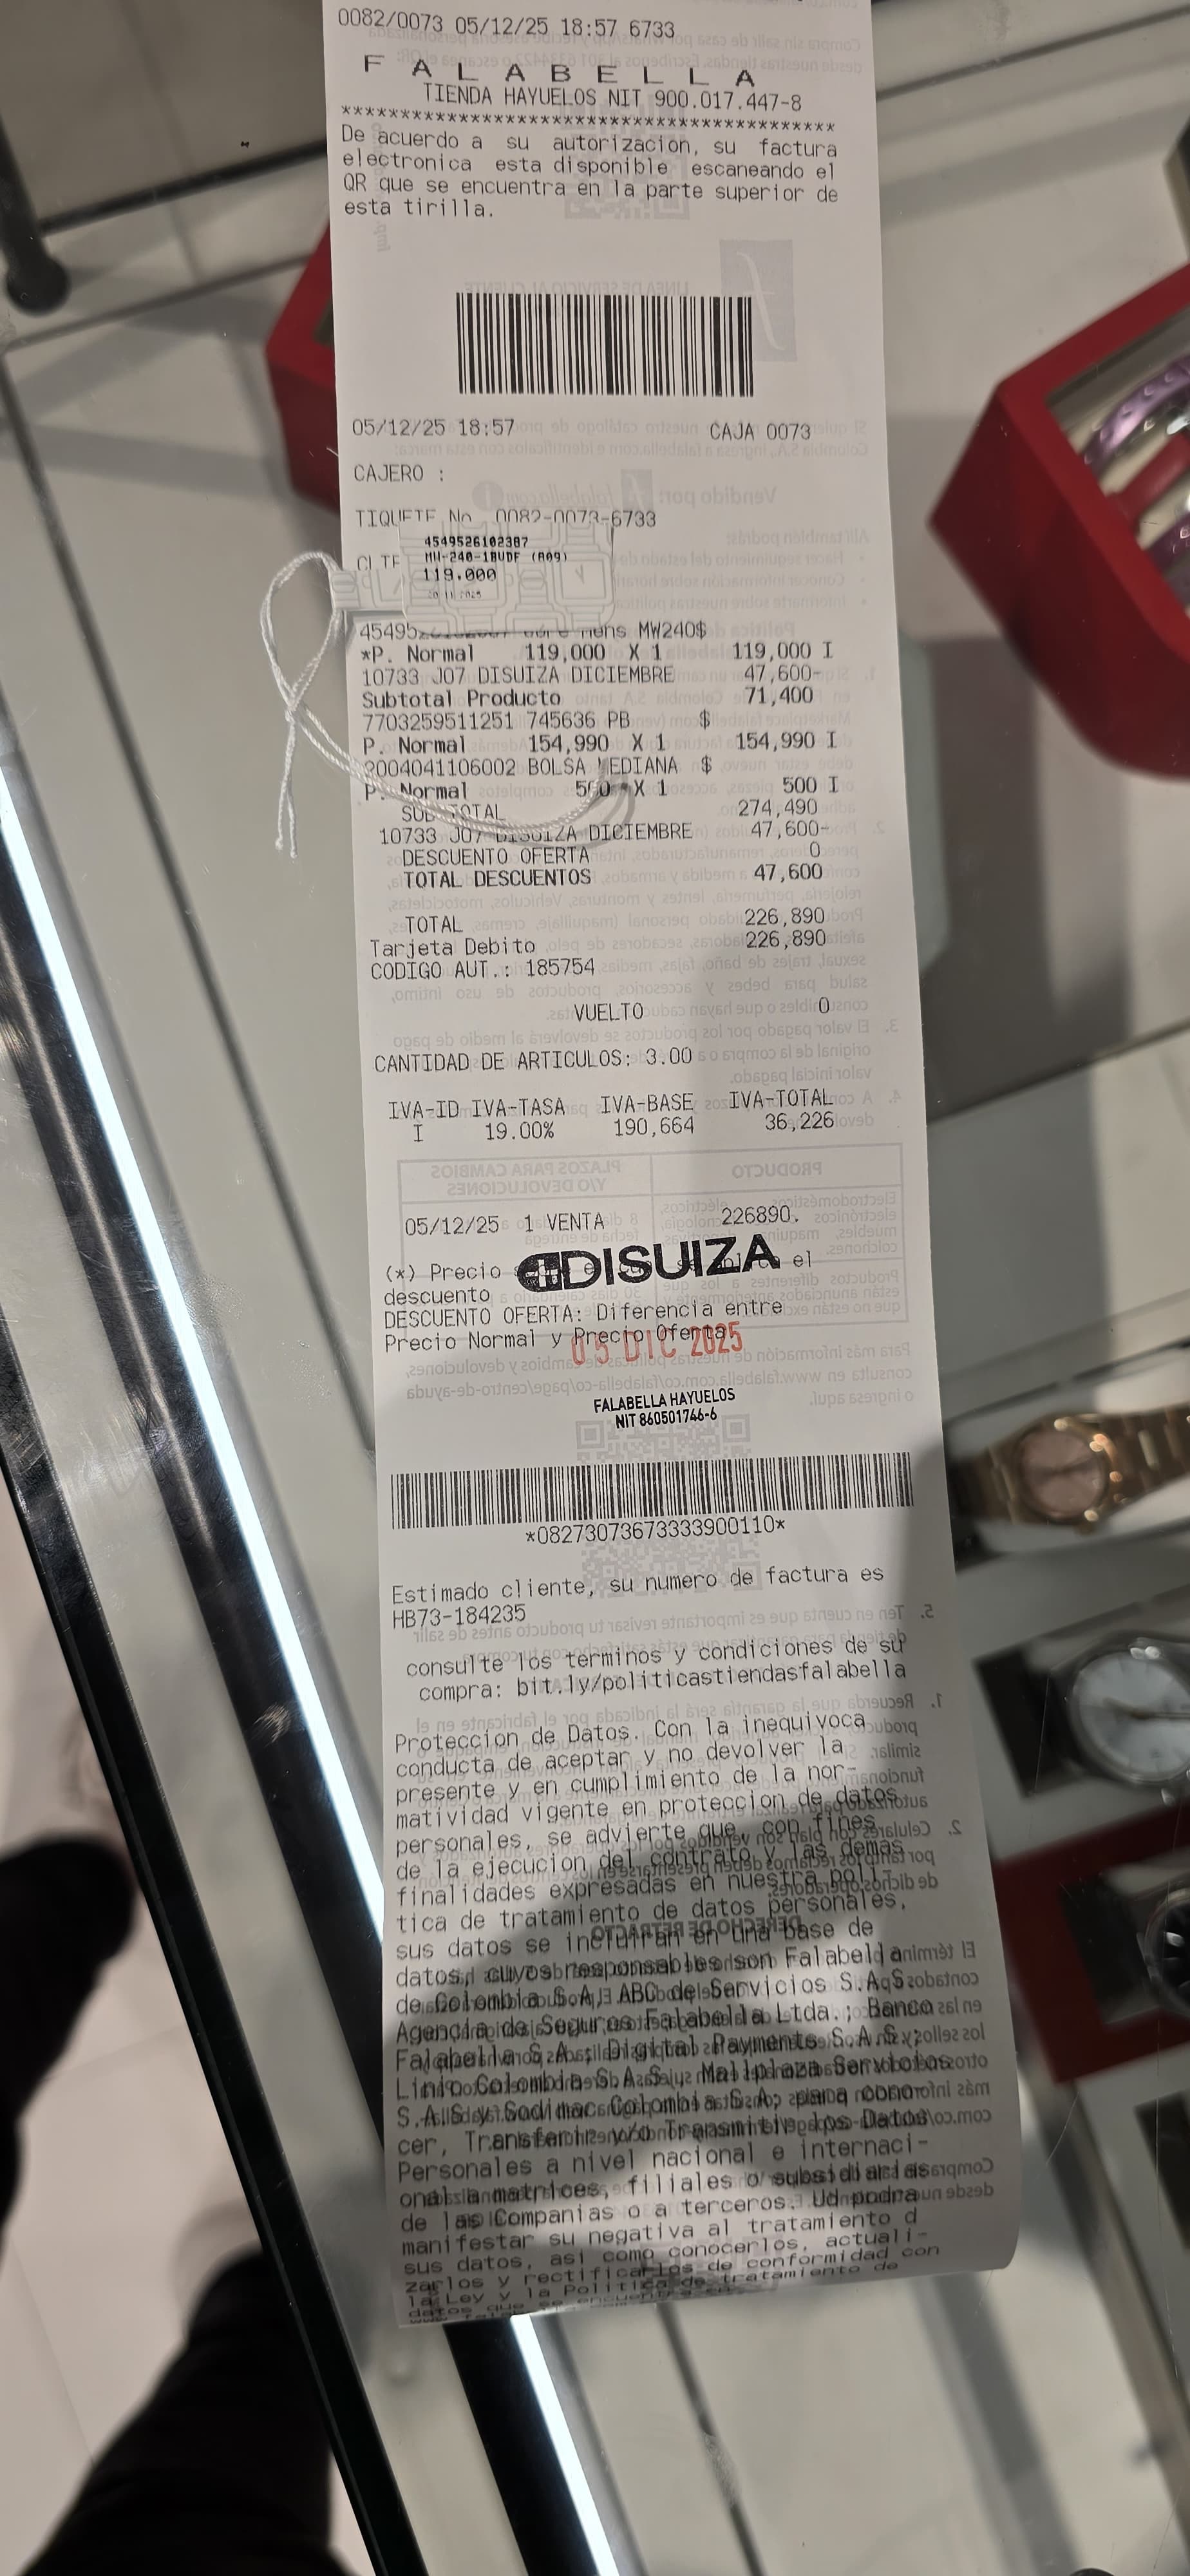 0082/0073 05/12/25 18:57 6733
F A L A B E L L A
TIENDA HAYUELOS NIT 900.017.447-8
******************************************
De acuerdo a su autorizacion, su factura
electronica esta disponible escaneando el
QR que se encuentra en la parte superior de
esta tirilla.
05/12/25 18:57 CAJA 0073
CAJERO :
TIQUETE No. 0082-0073-6733
4549526102387
MW-240-1BVDF (A09)
119.000
20 11 2025
MW240$
*P. Normal 119,000 X 1 119,000 I
10733 J07 DISUIZA DICIEMBRE 47,600-
Subtotal Producto 71,400
7703259511251 745636 PB $
P. Normal 154,990 X 1 154,990 I
2004041106002 BOLSA MEDIANA $
P. Normal 500 X 1 500 I
SUB TOTAL 274,490
10733 J07 DISUIZA DICIEMBRE 47,600-
DESCUENTO OFERTA 0
TOTAL DESCUENTOS 47,600
TOTAL 226,890
Tarjeta Debito 226,890
CODIGO AUT.: 185754
VUELTO 0
CANTIDAD DE ARTICULOS: 3.00
IVA-ID IVA-TASA IVA-BASE IVA-TOTAL
I 19.00% 190,664 36,226
05/12/25 1 VENTA 226890.
DISUIZA
(*) Precio el
descuento
DESCUENTO OFERTA: Diferencia entre
Precio Normal y Precio Oferta
05 DIC 2025
FALABELLA HAYUELOS
NIT 860501746-6
*08273073673333900110*
Estimado cliente, su numero de factura es
HB73-184235
consulte los terminos y condiciones de su
compra: bit.ly/politicastiendasfalabella
Proteccion de Datos. Con la inequivoca
conducta de aceptar y no devolver la
presente y en cumplimiento de la nor-
matividad vigente en proteccion de datos
personales, se advierte que, con fines
de la ejecucion del contrato y las demas
finalidades expresadas en nuestra poli-
tica de tratamiento de datos personales,
sus datos se incluiran en una base de
datos, cuyos responsables son Falabella
de Colombia S.A, ABC de Servicios S.A.S,
Agencia de Seguros Falabella Ltda.; Banco
Falabella S.A.; Digital Payments S.A.S;
Linio Colombia S.A.S.; Mallplaza Servicios
S.A.S y Sodimac Colombia S.A; para cono-
cer, Transferir y/o Transmitir los Datos
Personales a nivel nacional e internaci-
onal a matrices, filiales o subsidiarias
de las Companias o a terceros. Ud podra
manifestar su negativa al tratamiento d
sus datos, asi como conocerlos, actuali-
zarlos y rectificarlos de conformidad con
la Ley y la Politica de tratamiento de
datos que se encuentra